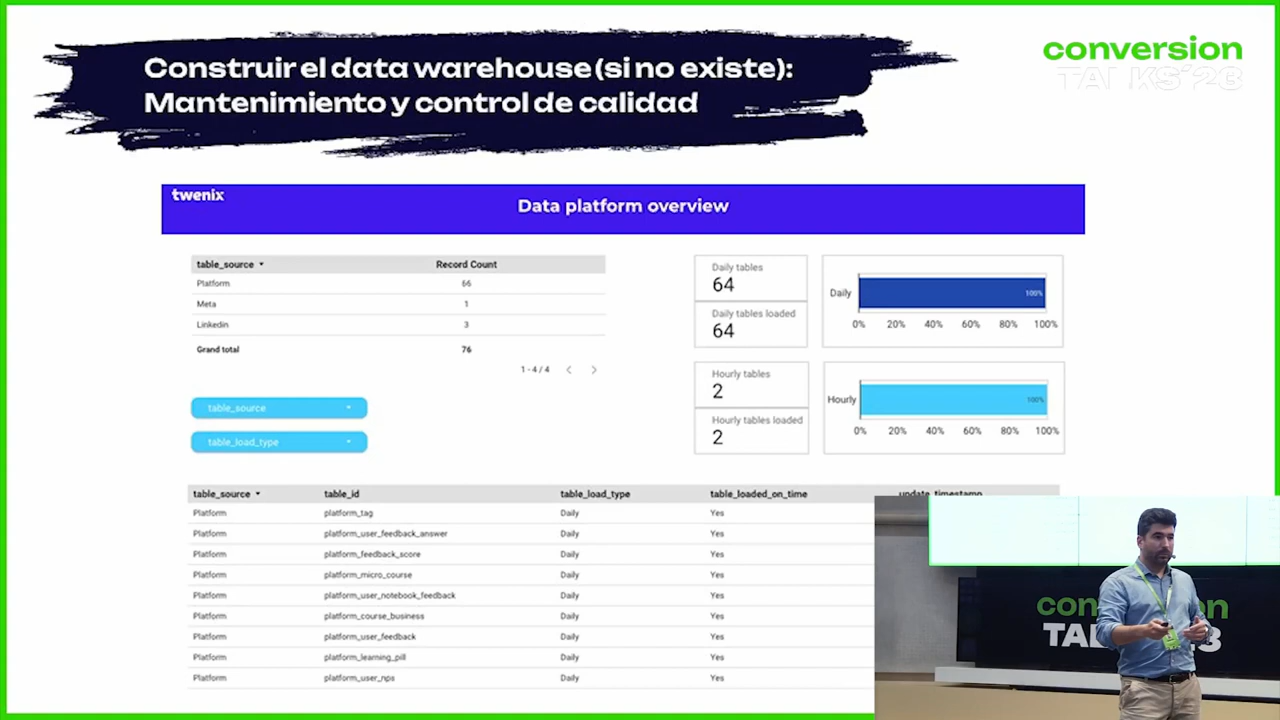 Construir el data warehouse (si no existe):
Mantenimiento y control de calidad
conversion
TALKS'23
twenix
Data platform overview
table_source Record Count
Platform 66
Meta 1
Linkedin 3
Grand total 76
1 - 4 / 4
table_source
table_load_type
Daily tables
64
Daily tables loaded
64
Daily
100%
0% 20% 40% 60% 80% 100%
Hourly tables
2
Hourly tables loaded
2
Hourly
100%
0% 20% 40% 60% 80% 100%
table_source table_id table_load_type table_loaded_on_time update_timestamp
Platform platform_tag Daily Yes
Platform platform_user_feedback_answer Daily Yes
Platform platform_feedback_score Daily Yes
Platform platform_micro_course Daily Yes
Platform platform_user_notebook_feedback Daily Yes
Platform platform_course_business Daily Yes
Platform platform_user_feedback Daily Yes
Platform platform_learning_pill Daily Yes
Platform platform_user_nps Daily Yes